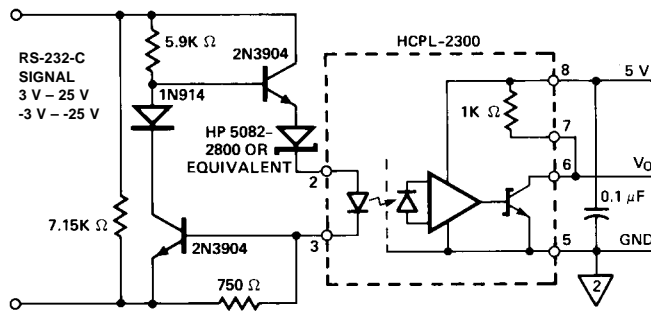 RS-232-C
SIGNAL
3 V – 25 V
-3 V – -25 V
5.9K Ω
2N3904
1N914
HP 5082-
2800 OR
EQUIVALENT
7.15K Ω
2N3904
750 Ω
HCPL-2300
2
3
8
5 V
1K Ω
7
6
VO
0.1 μF
5
GND
2